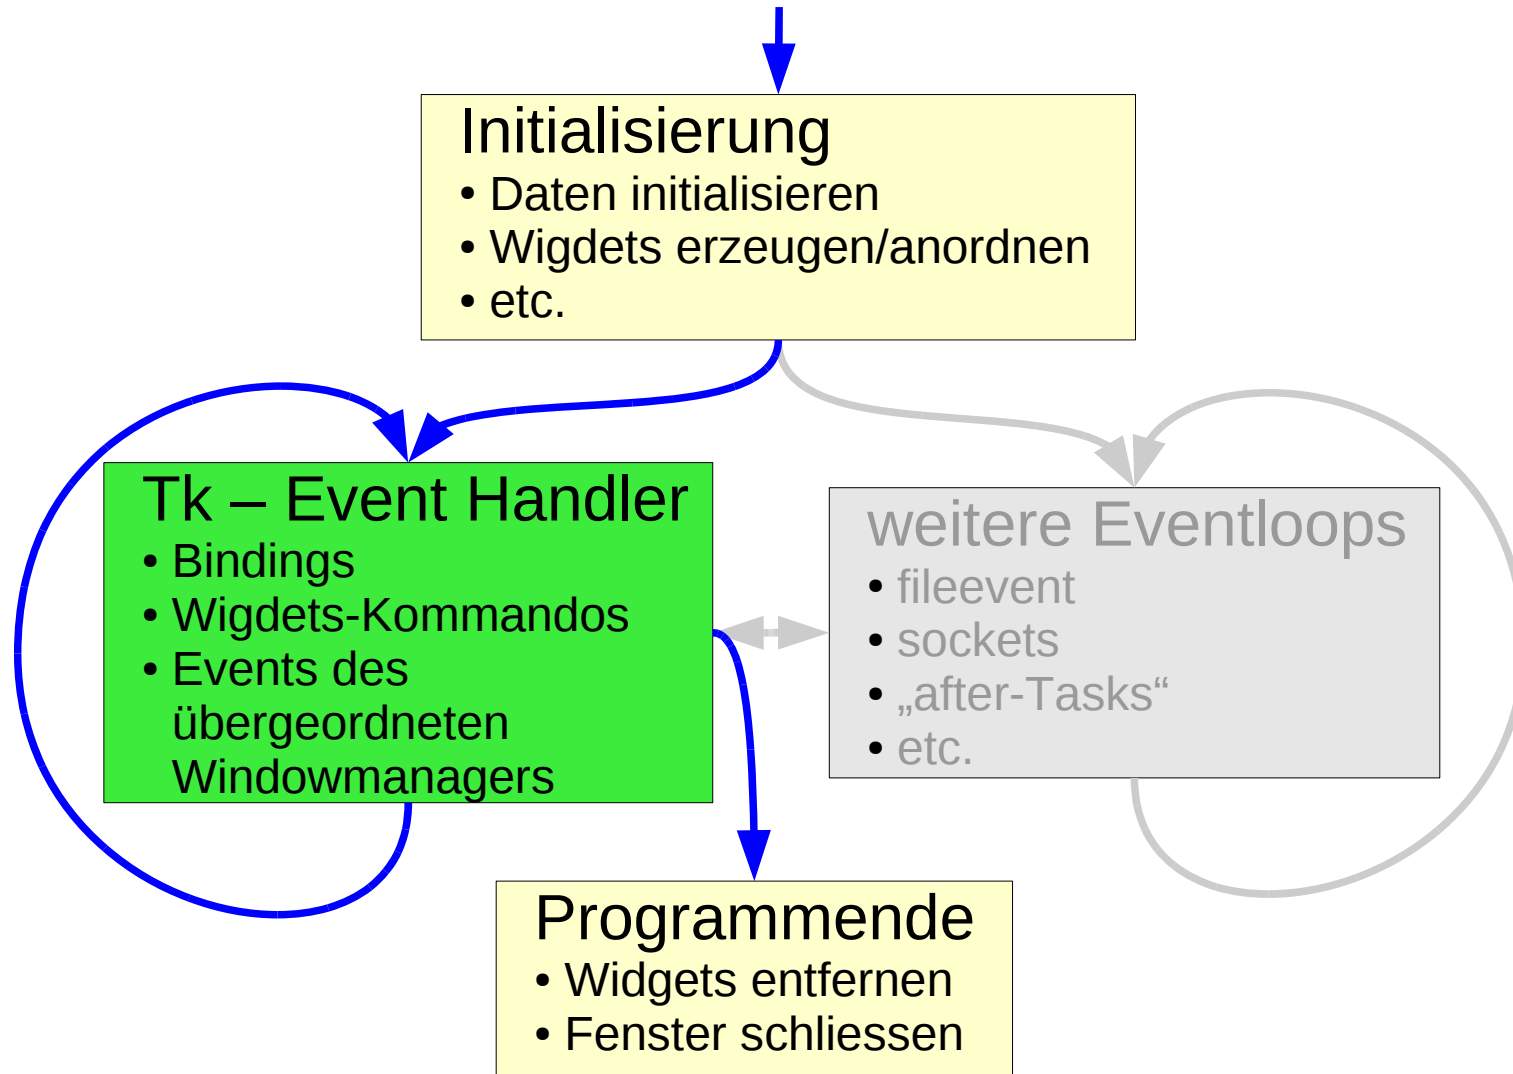 Initialisierung
• Daten initialisieren
• Wigdets erzeugen/anordnen
• etc.
Tk – Event Handler
• Bindings
• Wigdets-Kommandos
• Events des
übergeordneten
Windowmanagers
weitere Eventloops
• fileevent
• sockets
• „after-Tasks“
• etc.
Programmende
• Widgets entfernen
• Fenster schliessen